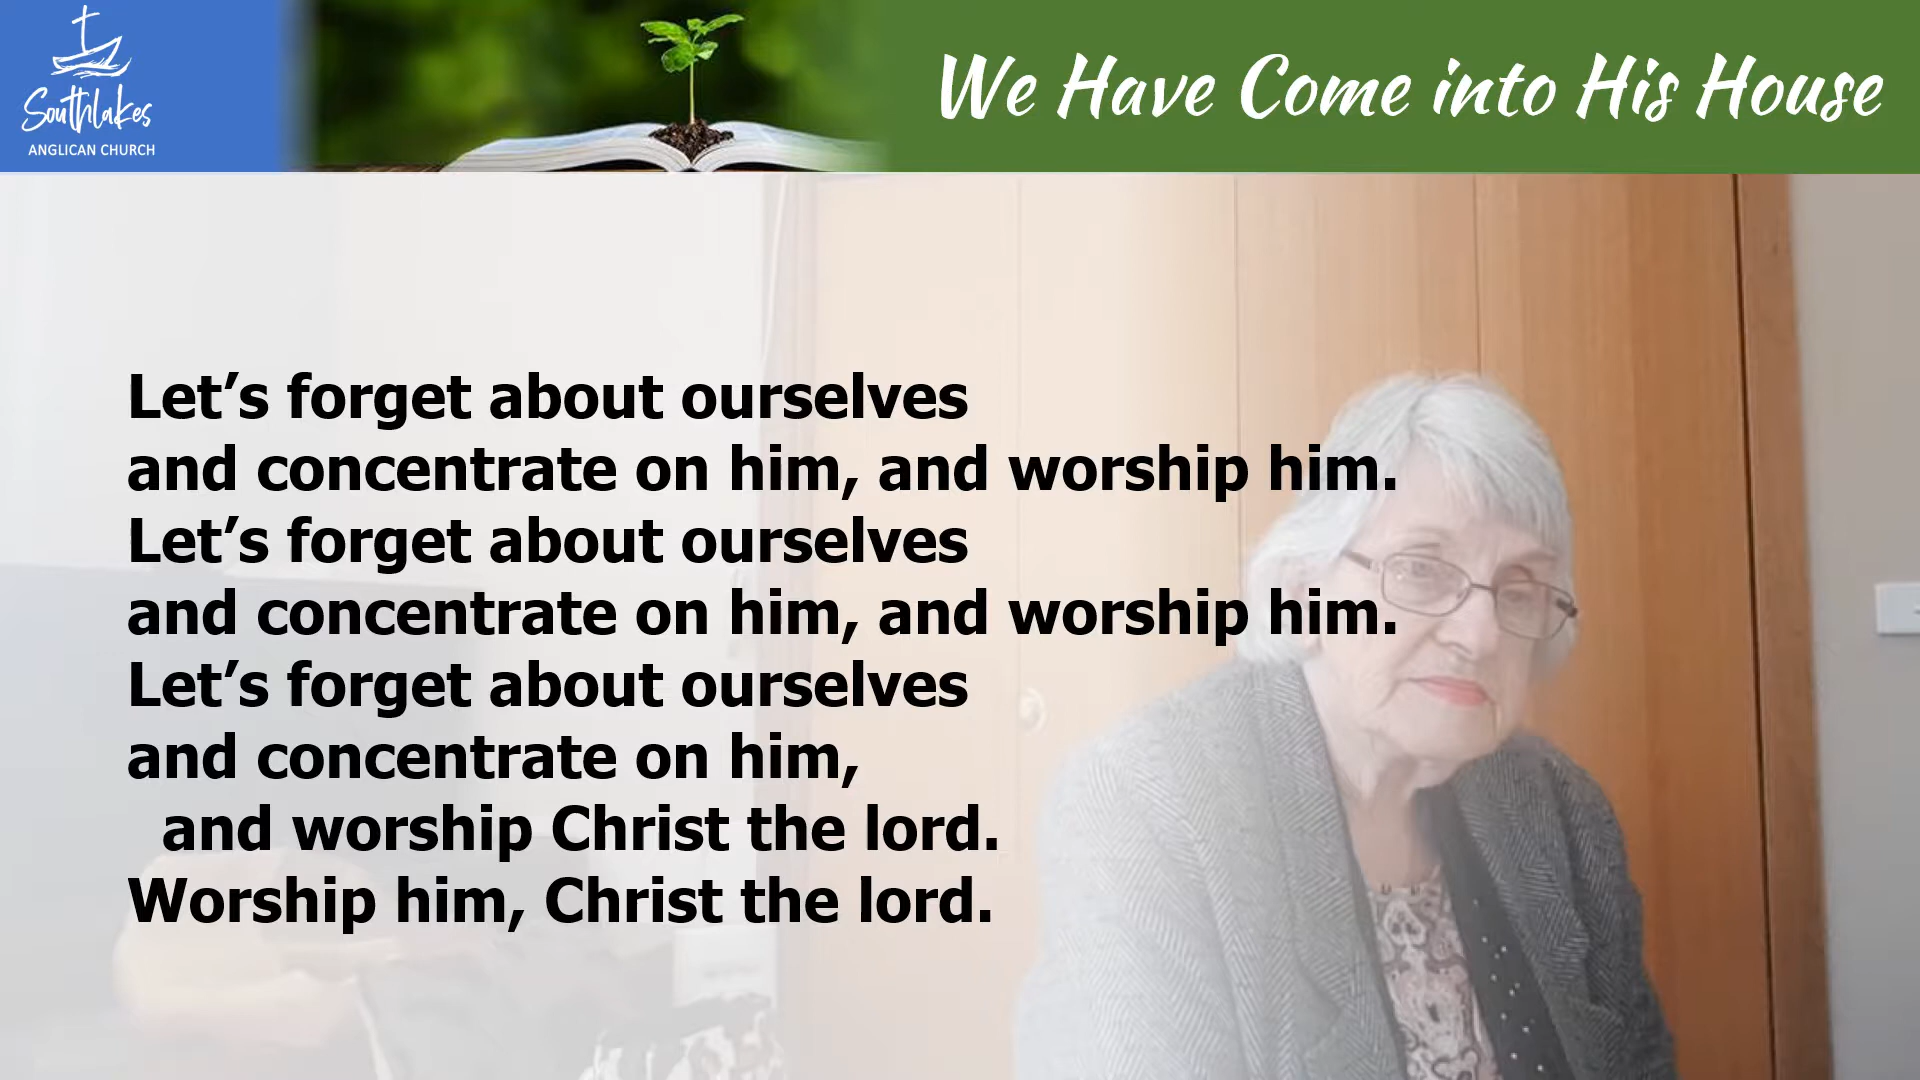 Southlakes
ANGLICAN CHURCH
We Have Come into His House
Let’s forget about ourselves
and concentrate on him, and worship him.
Let’s forget about ourselves
and concentrate on him, and worship him.
Let’s forget about ourselves
and concentrate on him,
and worship Christ the lord.
Worship him, Christ the lord.